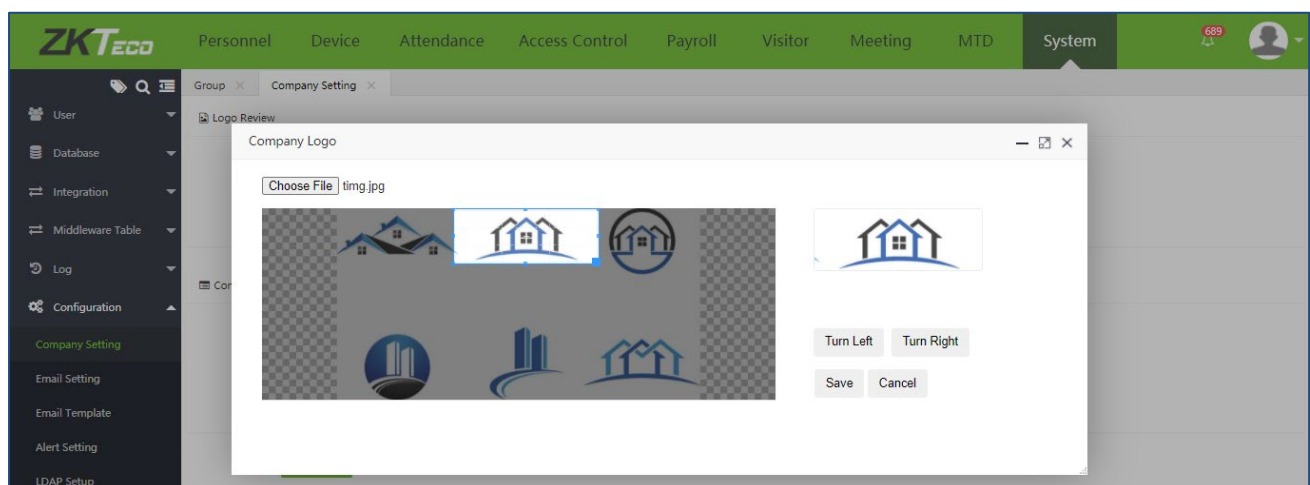 ZKTECO
Personnel Device Attendance Access Control Payroll Visitor Meeting MTD System 689
Group Company Setting
User
Logo Review
Company Logo
Database
Choose File timg.jpg
Integration
Middleware Table
Log
Con
Configuration
Company Setting
Turn Left Turn Right
Email Setting
Save Cancel
Email Template
Alert Setting
LDAP Setup